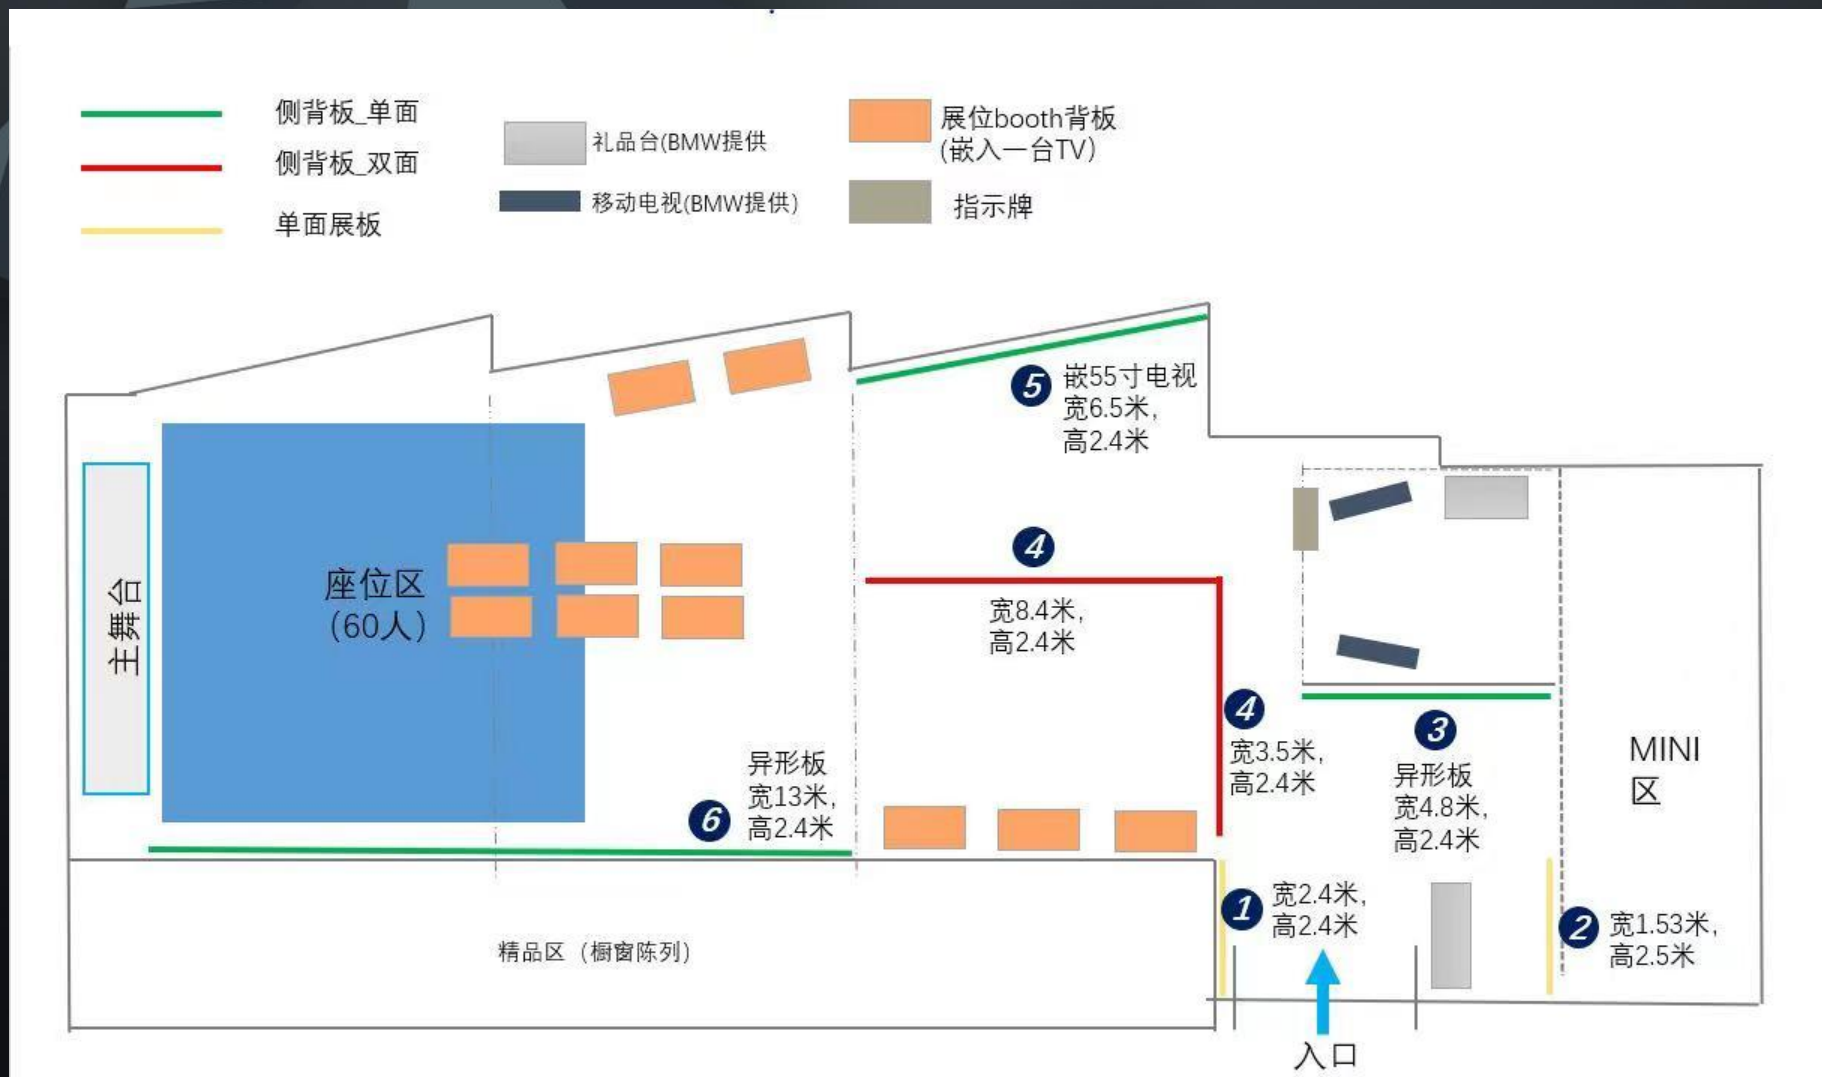 侧背板_单面
侧背板_双面
单面展板
礼品台(BMW提供
移动电视(BMW提供)
展位booth背板
(嵌入一台TV)
指示牌
5
嵌55寸电视
宽6.5米,
高2.4米
4
宽8.4米,
高2.4米
座位区
(60人)
主舞台
4
宽3.5米,
高2.4米
3
异形板
宽4.8米,
高2.4米
MINI
区
6
异形板
宽13米,
高2.4米
1
宽2.4米,
高2.4米
2
宽1.53米,
高2.5米
精品区（橱窗陈列）
入口